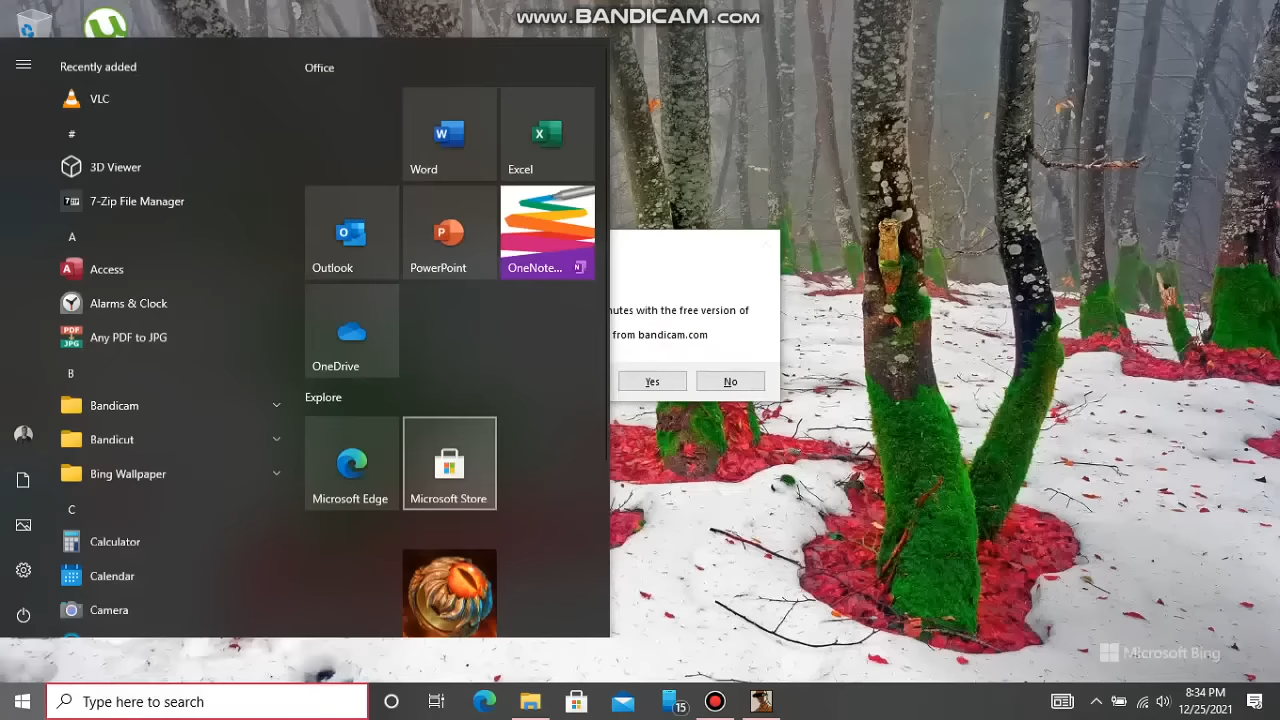 www.BANDICAM.com
Recently added
VLC
#
3D Viewer
7-Zip File Manager
A
Access
Alarms & Clock
Any PDF to JPG
B
Bandicam
Bandicut
Bing Wallpaper
C
Calculator
Calendar
Camera
Office
Word
Excel
Outlook
PowerPoint
OneNote...
OneDrive
Explore
Microsoft Edge
Microsoft Store
with the free version of
from bandicam.com
Yes
No
Microsoft Bing
Type here to search
15
8:34 PM
12/25/2021